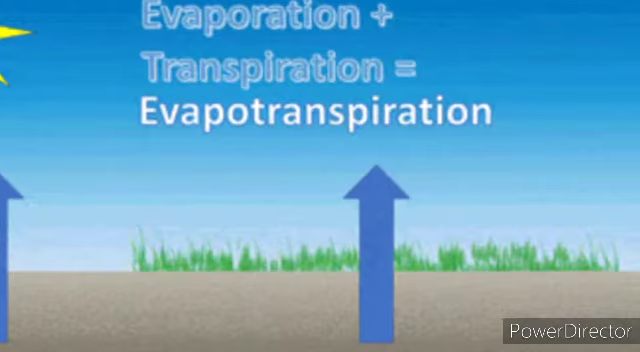 Evaporation +
Transpiration =
Evapotranspiration
PowerDirector